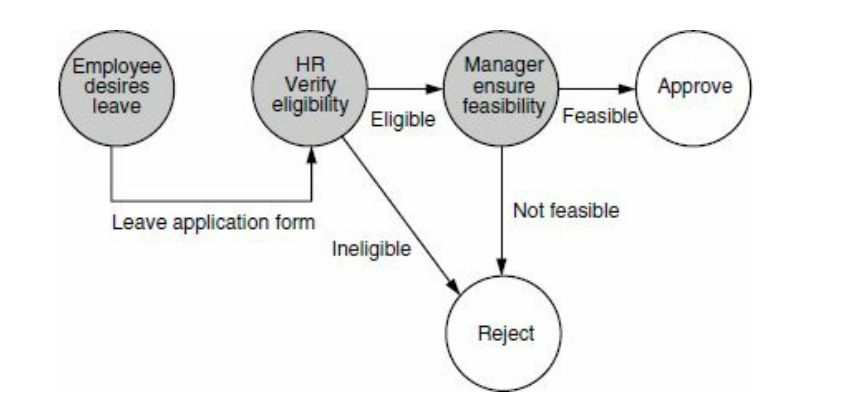 Employee
desires
leave
HR
Verify
eligibility
Manager
ensure
feasibility
Approve
Eligible
Feasible
Leave application form
Not feasible
Ineligible
Reject